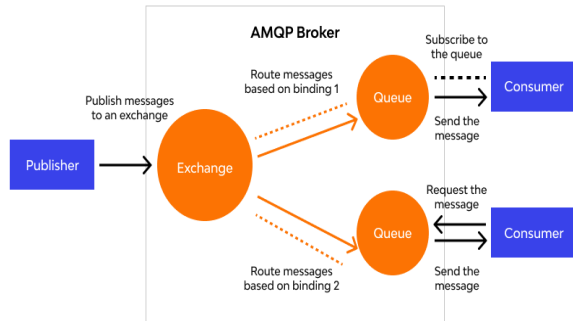 AMQP Broker
Subscribe to
the queue
Route messages
based on binding 1
Queue
Consumer
Publish messages
to an exchange
Send the
message
Publisher
Exchange
Request the
message
Queue
Consumer
Route messages
based on binding 2
Send the
message